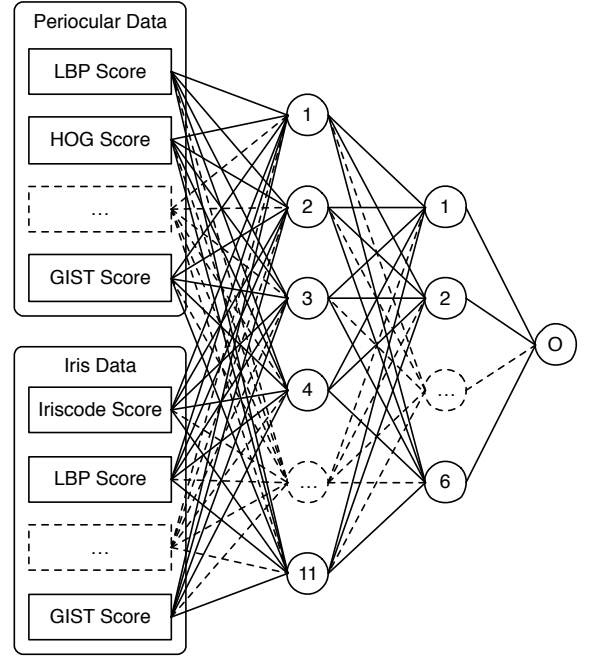 Periocular Data
LBP Score
HOG Score
...
GIST Score
Iris Data
Iriscode Score
LBP Score
...
GIST Score
1
2
3
4
...
11
1
2
...
6
O